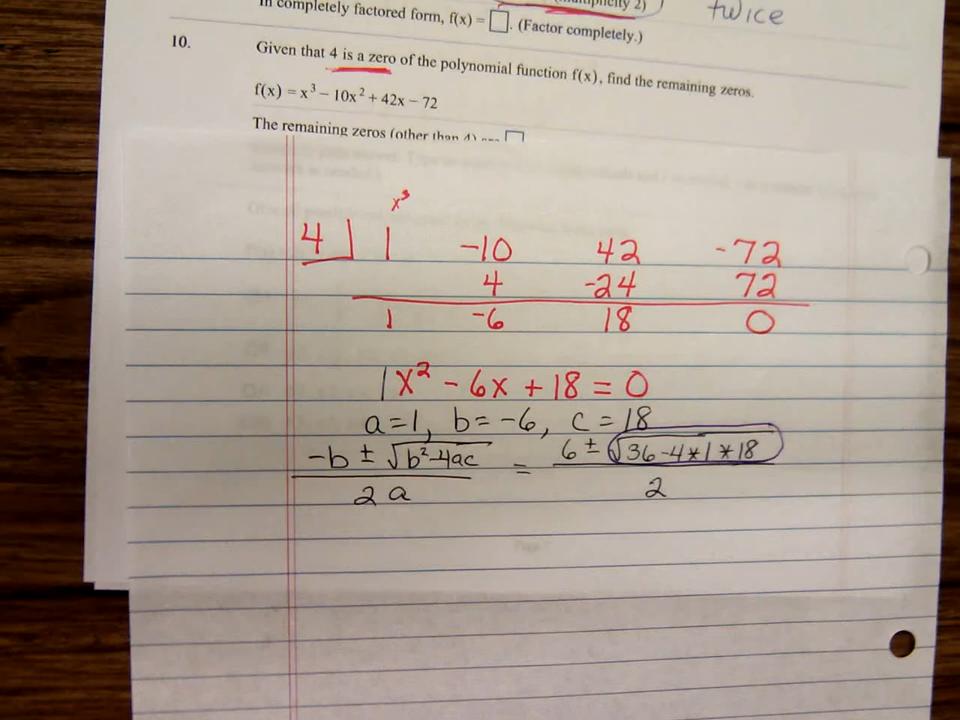 In completely factored form, f(x) = □. (Factor completely.)
twice
10. Given that 4 is a zero of the polynomial function f(x), find the remaining zeros.
f(x) = x³ − 10x² + 42x − 72
The remaining zeros (other than 4)
x³
4 | 1 -10 42 -72
4 -24 72
1 -6 18 0
1x² - 6x + 18 = 0
a = 1, b = -6, c = 18
-b ± √b²-4ac = 6 ± √36-4*1*18
2a 2